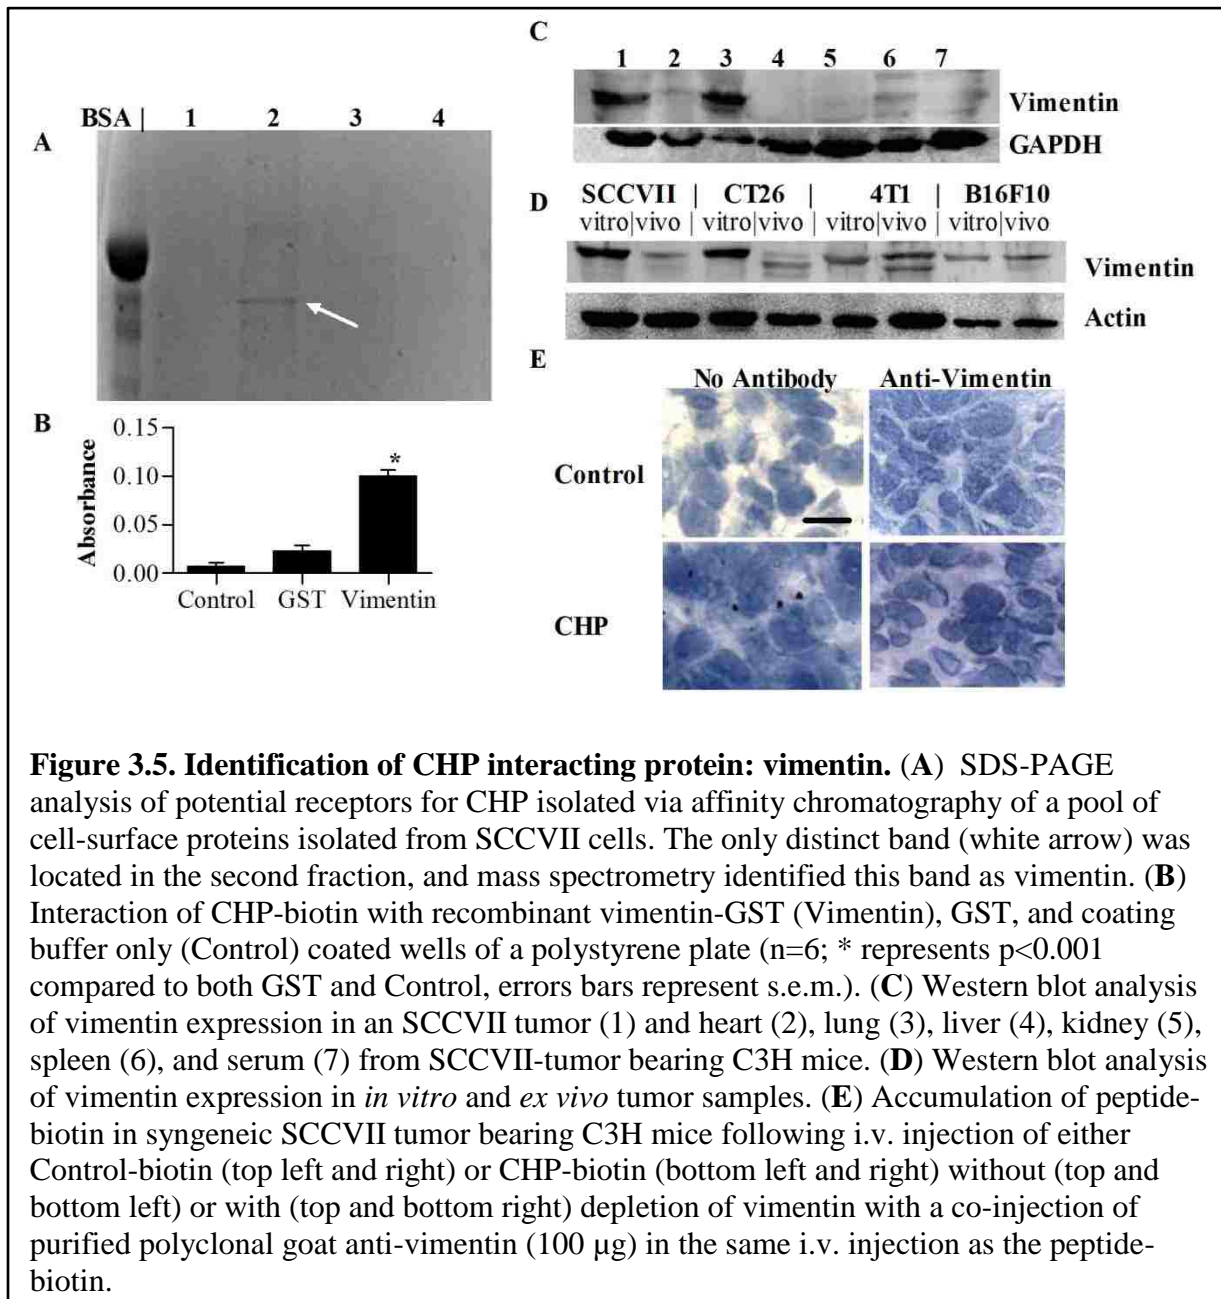 BSA | 1 2 3 4
A
B
0.15
0.10
0.05
0.00
Absorbance
*
Control GST Vimentin
C
1 2 3 4 5 6 7
Vimentin
GAPDH
D
SCCVII | CT26 | 4T1 | B16F10
vitro|vivo | vitro|vivo | vitro|vivo | vitro|vivo
Vimentin
Actin
E
No Antibody Anti-Vimentin
Control
CHP
Figure 3.5. Identification of CHP interacting protein: vimentin. (A) SDS-PAGE
analysis of potential receptors for CHP isolated via affinity chromatography of a pool of
cell-surface proteins isolated from SCCVII cells. The only distinct band (white arrow) was
located in the second fraction, and mass spectrometry identified this band as vimentin. (B)
Interaction of CHP-biotin with recombinant vimentin-GST (Vimentin), GST, and coating
buffer only (Control) coated wells of a polystyrene plate (n=6; * represents p<0.001
compared to both GST and Control, errors bars represent s.e.m.). (C) Western blot analysis
of vimentin expression in an SCCVII tumor (1) and heart (2), lung (3), liver (4), kidney (5),
spleen (6), and serum (7) from SCCVII-tumor bearing C3H mice. (D) Western blot analysis
of vimentin expression in in vitro and ex vivo tumor samples. (E) Accumulation of peptide-
biotin in syngeneic SCCVII tumor bearing C3H mice following i.v. injection of either
Control-biotin (top left and right) or CHP-biotin (bottom left and right) without (top and
bottom left) or with (top and bottom right) depletion of vimentin with a co-injection of
purified polyclonal goat anti-vimentin (100 µg) in the same i.v. injection as the peptide-
biotin.